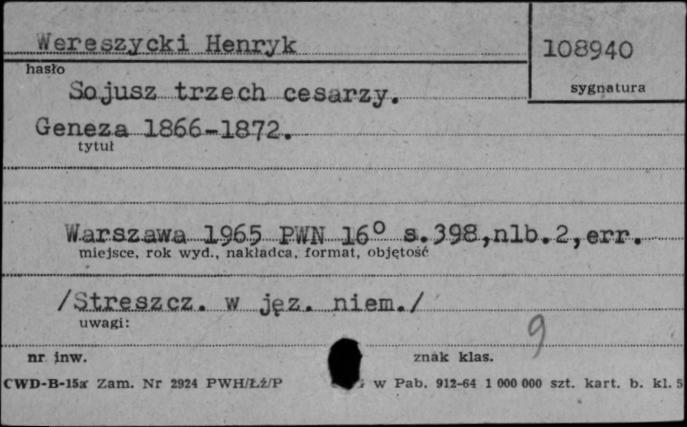 Wereszycki Henryk
108940
hasło
sygnatura
Sojusz trzech cesarzy.
Geneza 1866-1872.
tytuł
Warszawa 1965 PWN 16° s.398,nlb.2,err.
miejsce, rok wyd., nakładca, format, objętość
/Streszcz. w jęz. niem./
uwagi:
9
nr inw.
znak klas.
CWD-B-15a Zam. Nr 2924 PWH/Łź/P w Pab. 912-64 1 000 000 szt. kart. b. kl. 5